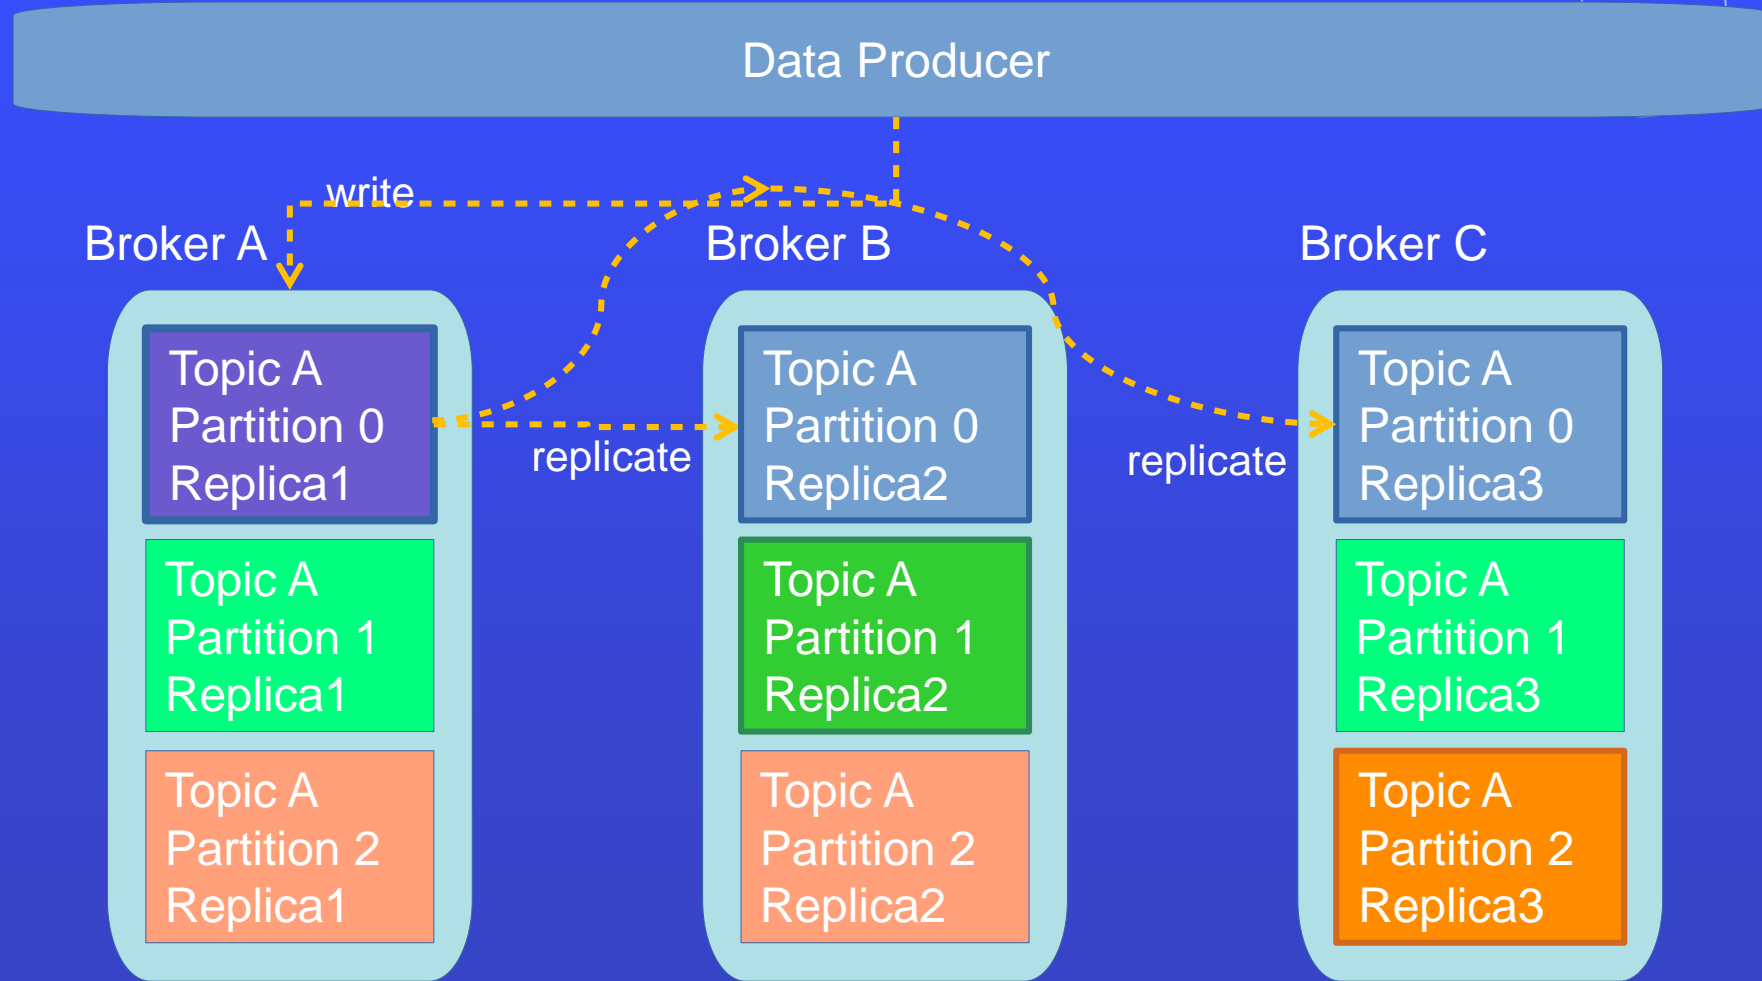 Data Producer
write
Broker A
Broker B
Broker C
Topic A
Partition 0
Replica1
replicate
Topic A
Partition 0
Replica2
replicate
Topic A
Partition 0
Replica3
Topic A
Partition 1
Replica1
Topic A
Partition 1
Replica2
Topic A
Partition 1
Replica3
Topic A
Partition 2
Replica1
Topic A
Partition 2
Replica2
Topic A
Partition 2
Replica3